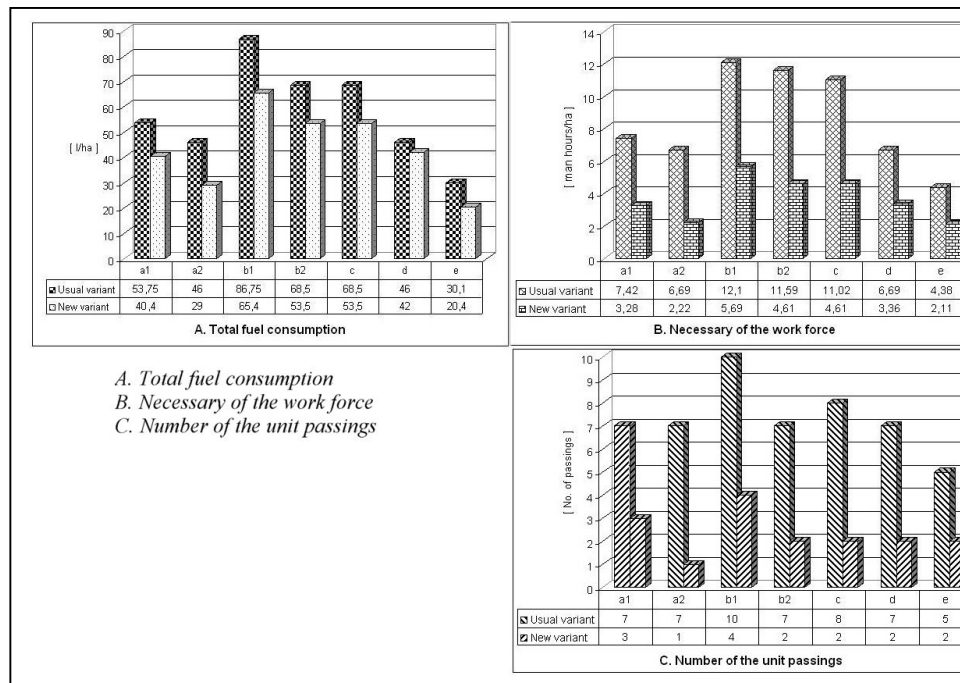 90
80
70
60
50
40
30
20
10
0
[ l/ha ]
a1 a2 b1 b2 c d e
Usual variant 53,75 46 86,75 68,5 68,5 46 30,1
New variant 40,4 29 65,4 53,5 53,5 42 20,4
A. Total fuel consumption
14
12
10
8
6
4
2
0
[ man hours/ha ]
a1 a2 b1 b2 c d e
Usual variant 7,42 6,69 12,1 11,59 11,02 6,69 4,38
New variant 3,28 2,22 5,69 4,61 4,61 3,36 2,11
B. Necessary of the work force
A. Total fuel consumption
B. Necessary of the work force
C. Number of the unit passings
10
9
8
7
6
5
4
3
2
1
0
[ No. of passings ]
a1 a2 b1 b2 c d e
Usual variant 7 7 10 7 8 7 5
New variant 3 1 4 2 2 2 2
C. Number of the unit passings